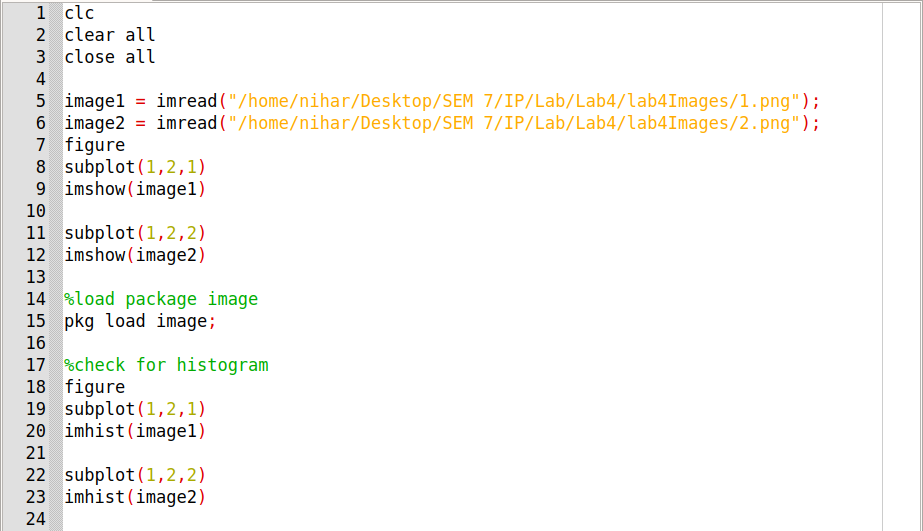 1 clc
2 clear all
3 close all
4
5 image1 = imread("/home/nihar/Desktop/SEM 7/IP/Lab/Lab4/lab4Images/1.png");
6 image2 = imread("/home/nihar/Desktop/SEM 7/IP/Lab/Lab4/lab4Images/2.png");
7 figure
8 subplot(1,2,1)
9 imshow(image1)
10
11 subplot(1,2,2)
12 imshow(image2)
13
14 %load package image
15 pkg load image;
16
17 %check for histogram
18 figure
19 subplot(1,2,1)
20 imhist(image1)
21
22 subplot(1,2,2)
23 imhist(image2)
24